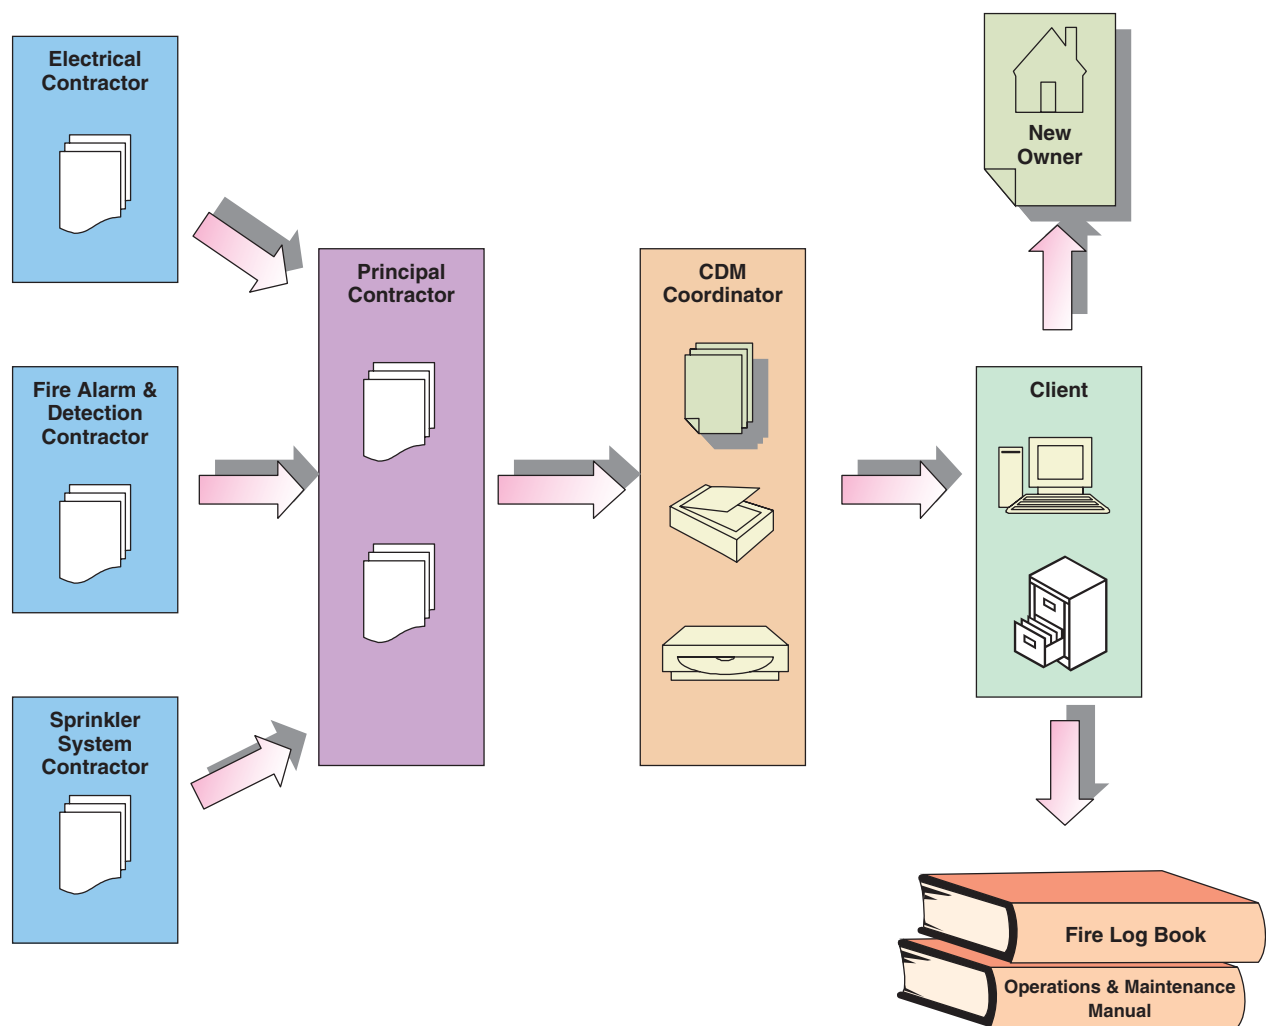 Electrical
Contractor
Fire Alarm &
Detection
Contractor
Sprinkler
System
Contractor
Principal
Contractor
CDM
Coordinator
New
Owner
Client
Fire Log Book
Operations & Maintenance
Manual